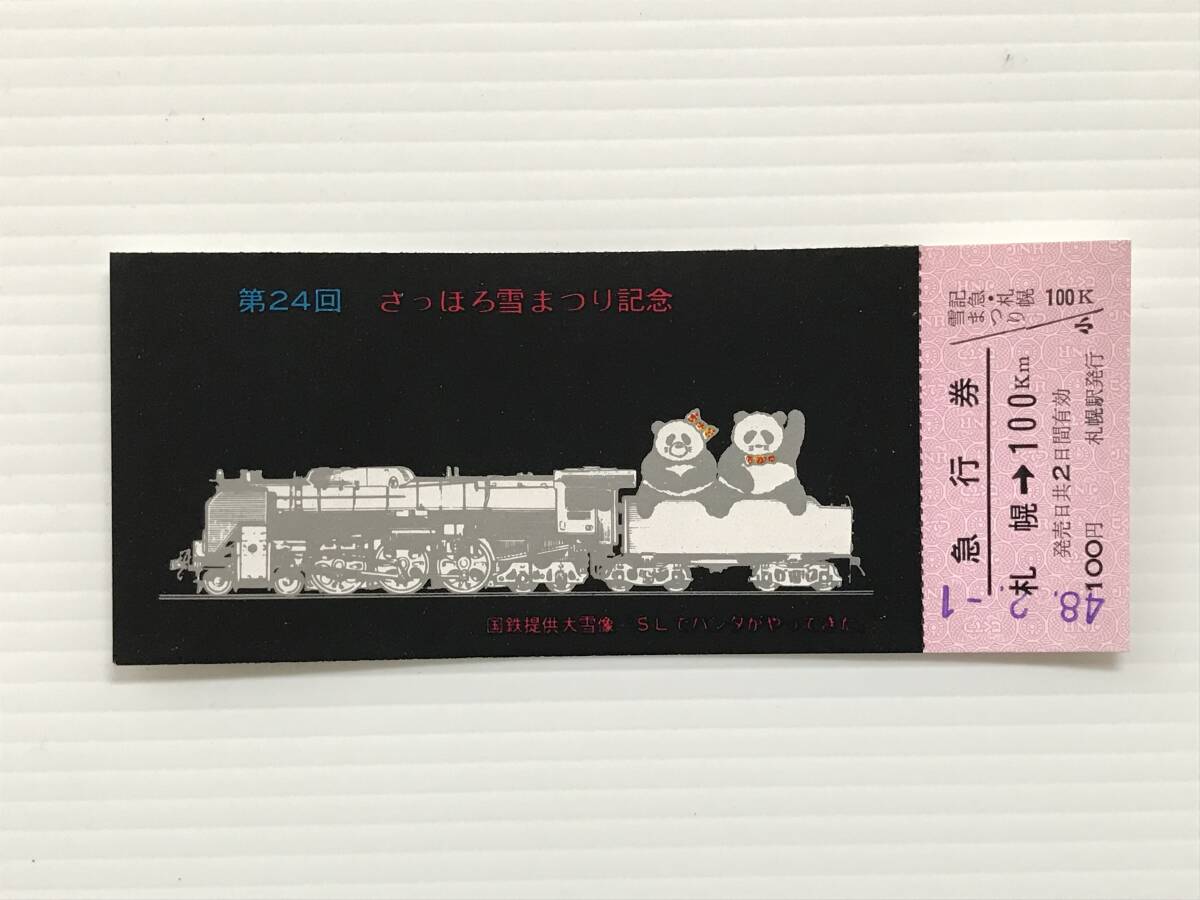 第24回 さっぽろ雪まつり記念
国鉄提供大雪像 SLでパンダがやってきた
雪まつり
記急・札幌
100K
小
急行券
札幌→100Km
発売日共2日間有効
100円 札幌駅発行
48. 2. -1